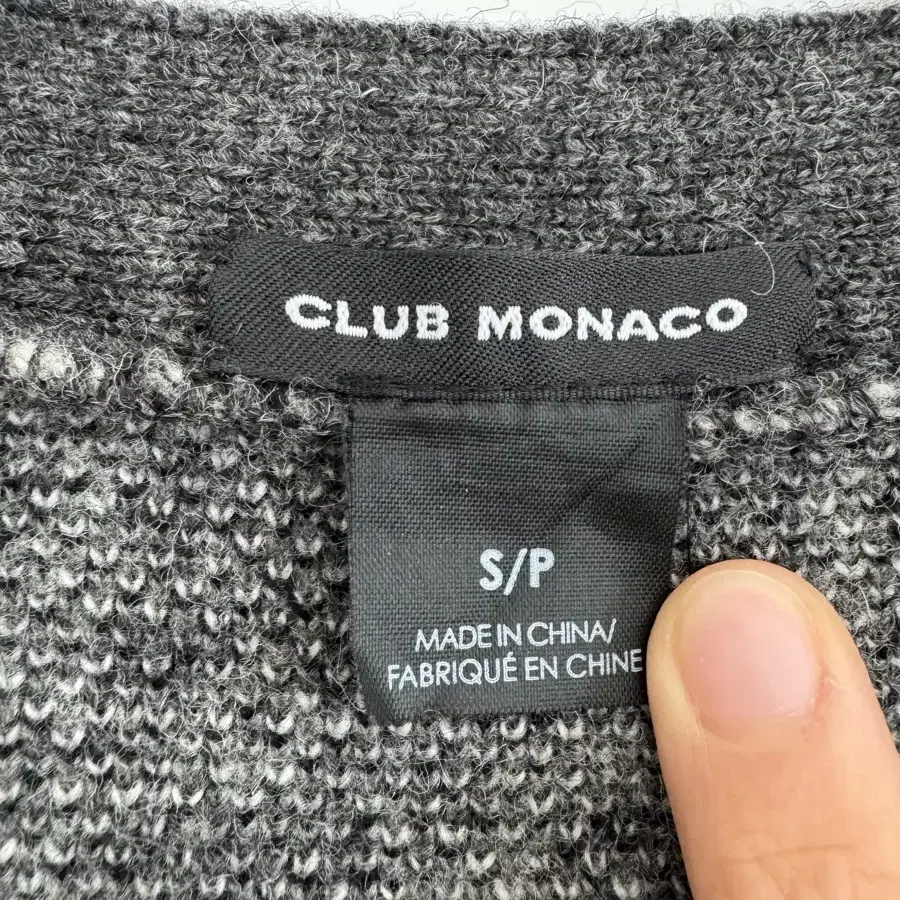 CLUB MONACO
S/P
MADE IN CHINA/
FABRIQUÉ EN CHINE